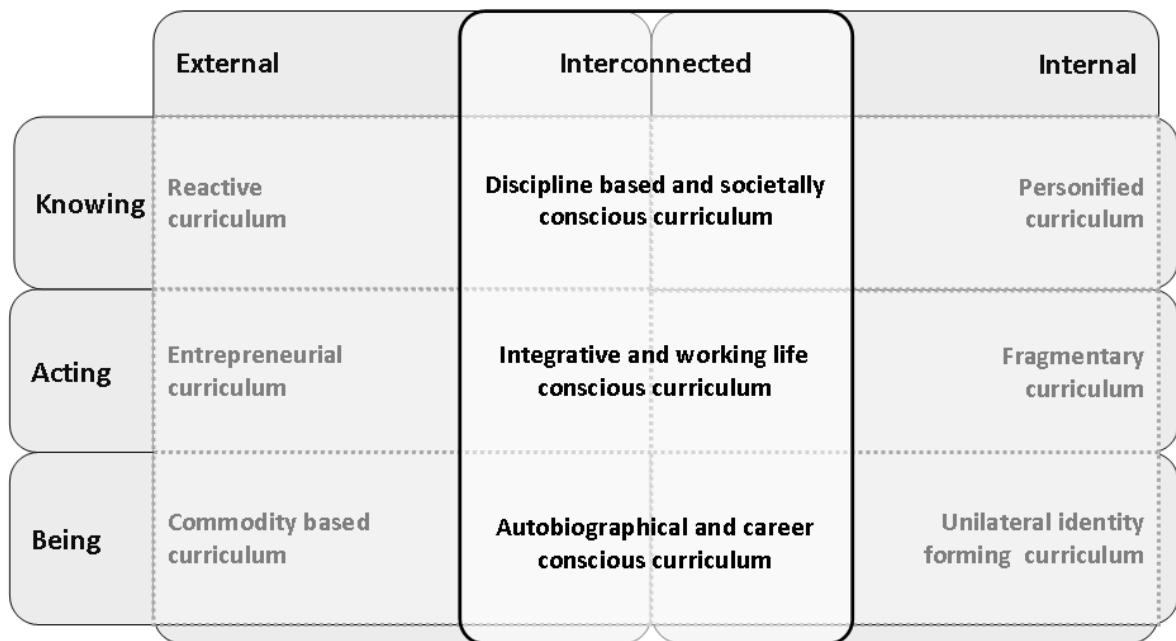 External Interconnected Internal
Knowing
Reactive
curriculum
Discipline based and societally
conscious curriculum
Personified
curriculum
Acting
Entrepreneurial
curriculum
Integrative and working life
conscious curriculum
Fragmentary
curriculum
Being
Commodity based
curriculum
Autobiographical and career
conscious curriculum
Unilateral identity
forming curriculum